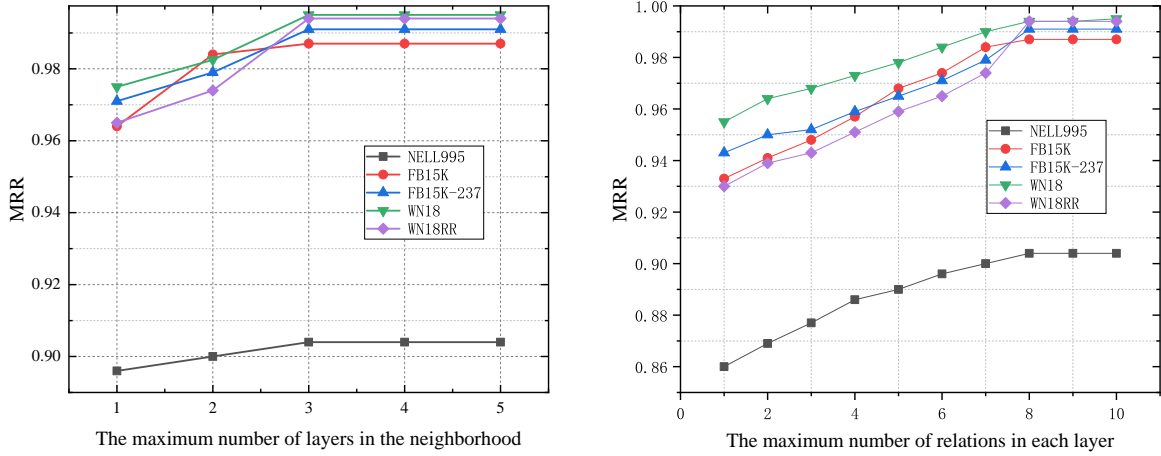 MRR
0.98
0.96
0.94
0.92
0.90
1
2
3
4
5
The maximum number of layers in the neighborhood
NELL995
FB15K
FB15K-237
WN18
WN18RR
MRR
1.00
0.98
0.96
0.94
0.92
0.90
0.88
0.86
0
2
4
6
8
10
The maximum number of relations in each layer
NELL995
FB15K
FB15K-237
WN18
WN18RR